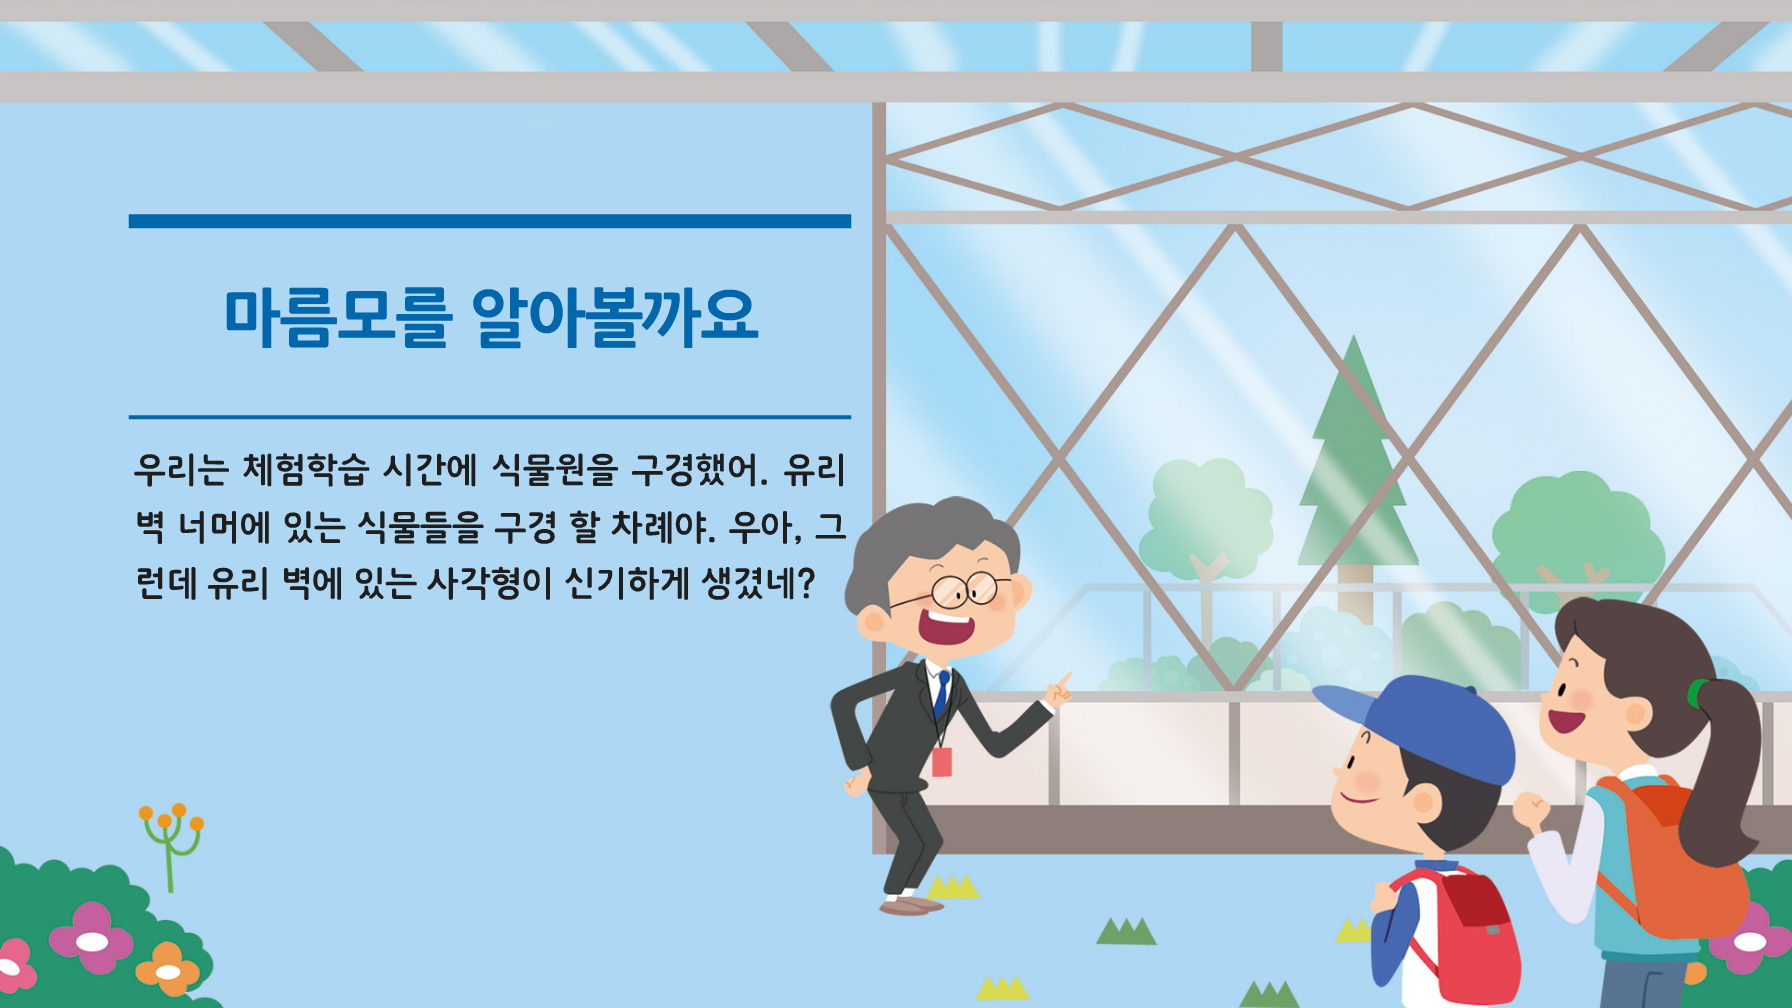 마름모를 알아볼까요
우리는 체험학습 시간에 식물원을 구경했어. 유리
벽 너머에 있는 식물들을 구경 할 차례야. 우아, 그
런데 유리 벽에 있는 사각형이 신기하게 생겼네?